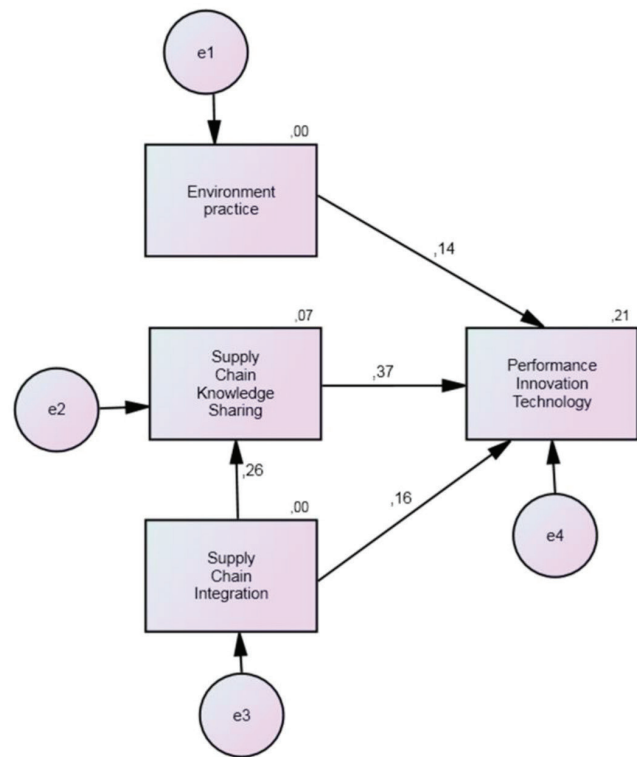 e1
,00
Environment
practice
,14
,07
,21
Supply
Chain
Knowledge
Sharing
,37
Performance
Innovation
Technology
e2
,26
,00
,16
Supply
Chain
Integration
e4
e3